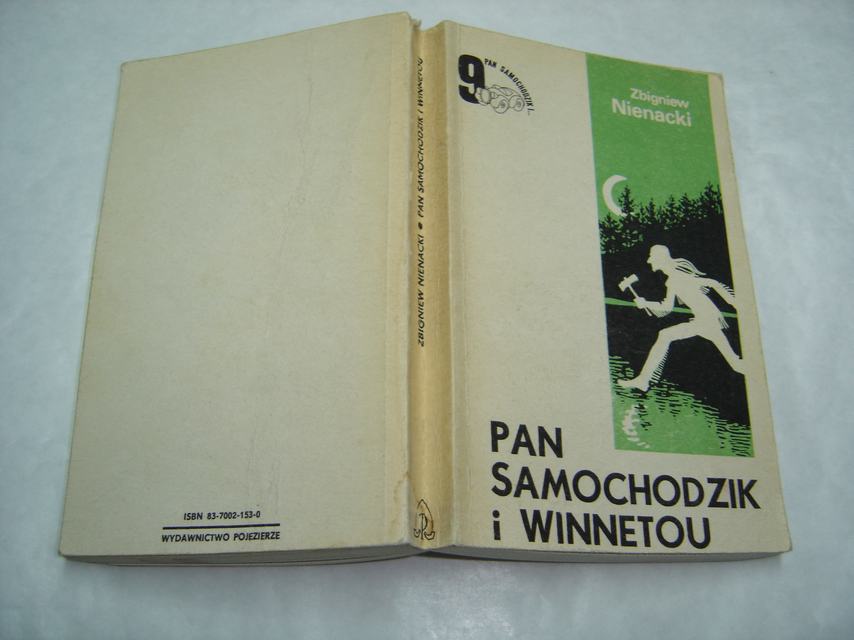 ISBN 83-7002-153-0
WYDAWNICTWO POJEZIERZE
ZBIGNIEW NIENACKI • PAN SAMOCHODZIK i WINNETOU
9
PAN SAMOCHODZIK i...
Zbigniew
Nienacki
PAN
SAMOCHODZIK
i WINNETOU